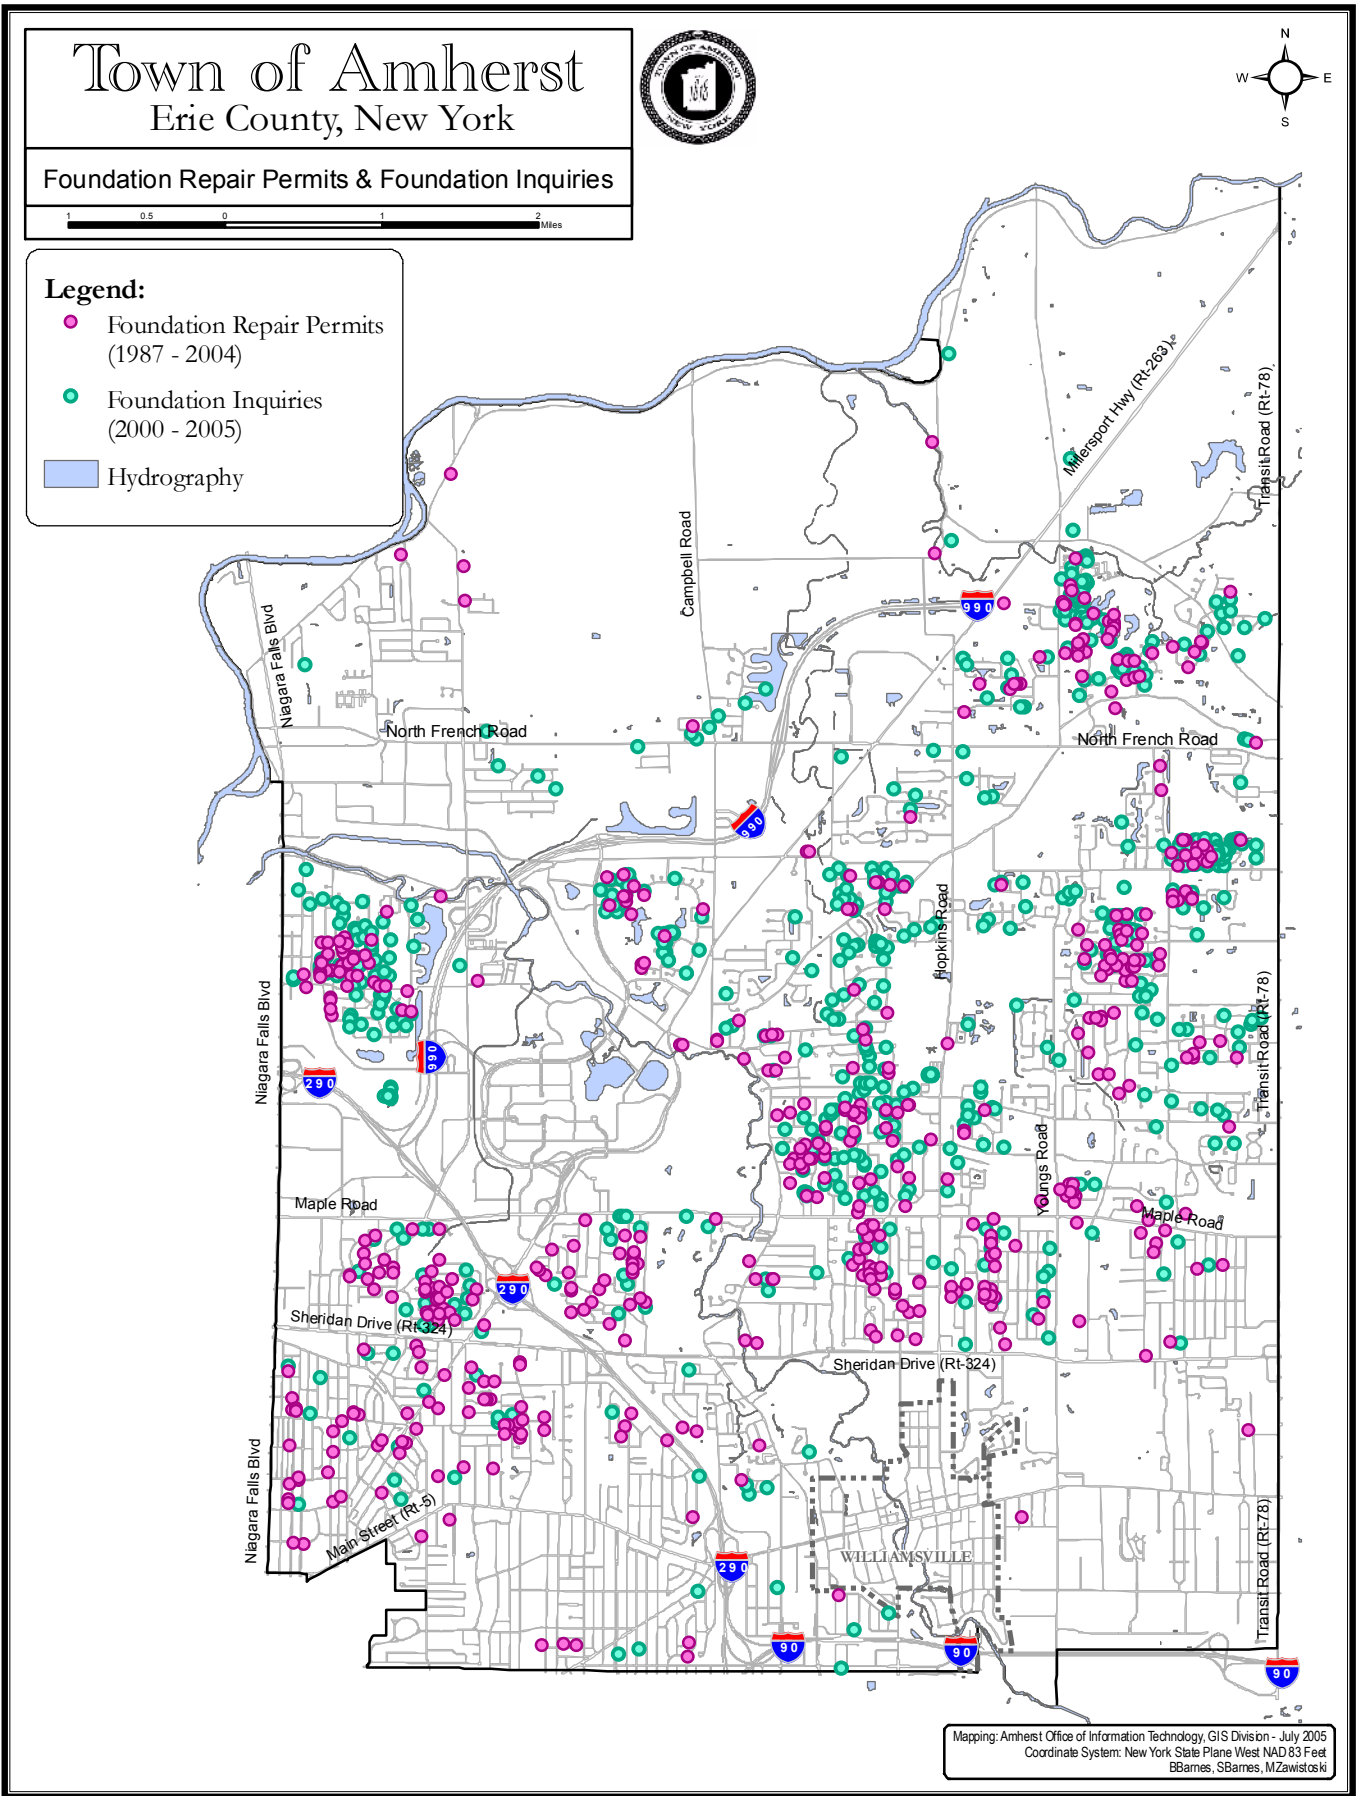 Town of Amherst
Erie County, New York
TOWN OF AMHERST
1818
NEW YORK
N
W E
S
Foundation Repair Permits & Foundation Inquiries
1 0.5 0 1 2
Miles
Legend:
Foundation Repair Permits
(1987 - 2004)
Foundation Inquiries
(2000 - 2005)
Hydrography
Millersport Hwy (Rt-263)
Transit Road (Rt-78)
Campbell Road
990
Niagara Falls Blvd
North French Road
North French Road
990
Hopkins Road
Niagara Falls Blvd
990
290
Transit Road (Rt-78)
Youngs Road
Maple Road
Maple Road
290
Sheridan Drive (Rt-324)
Sheridan Drive (Rt-324)
Niagara Falls Blvd
Main Street (Rt-5)
WILLIAMSVILLE
290
Transit Road (Rt-78)
90
90
90
Mapping: Amherst Office of Information Technology, GIS Division - July 2005
Coordinate System: New York State Plane West NAD 83 Feet
BBarnes, SBarnes, MZawistoski